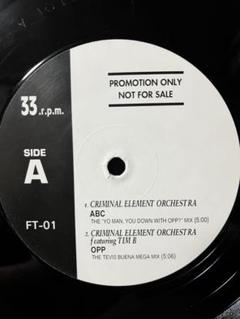 PROMOTION ONLY
NOT FOR SALE
33.r.p.m.
SIDE
A
FT-01
1. CRIMINAL ELEMENT ORCHESTRA
ABC
THE "YO MAN, YOU DOWN WITH OPP?" MIX (5:00)
2. CRIMINAL ELEMENT ORCHESTRA
featuring TIM B
OPP
THE TEVIS BUENA MEGA MIX (5:06)